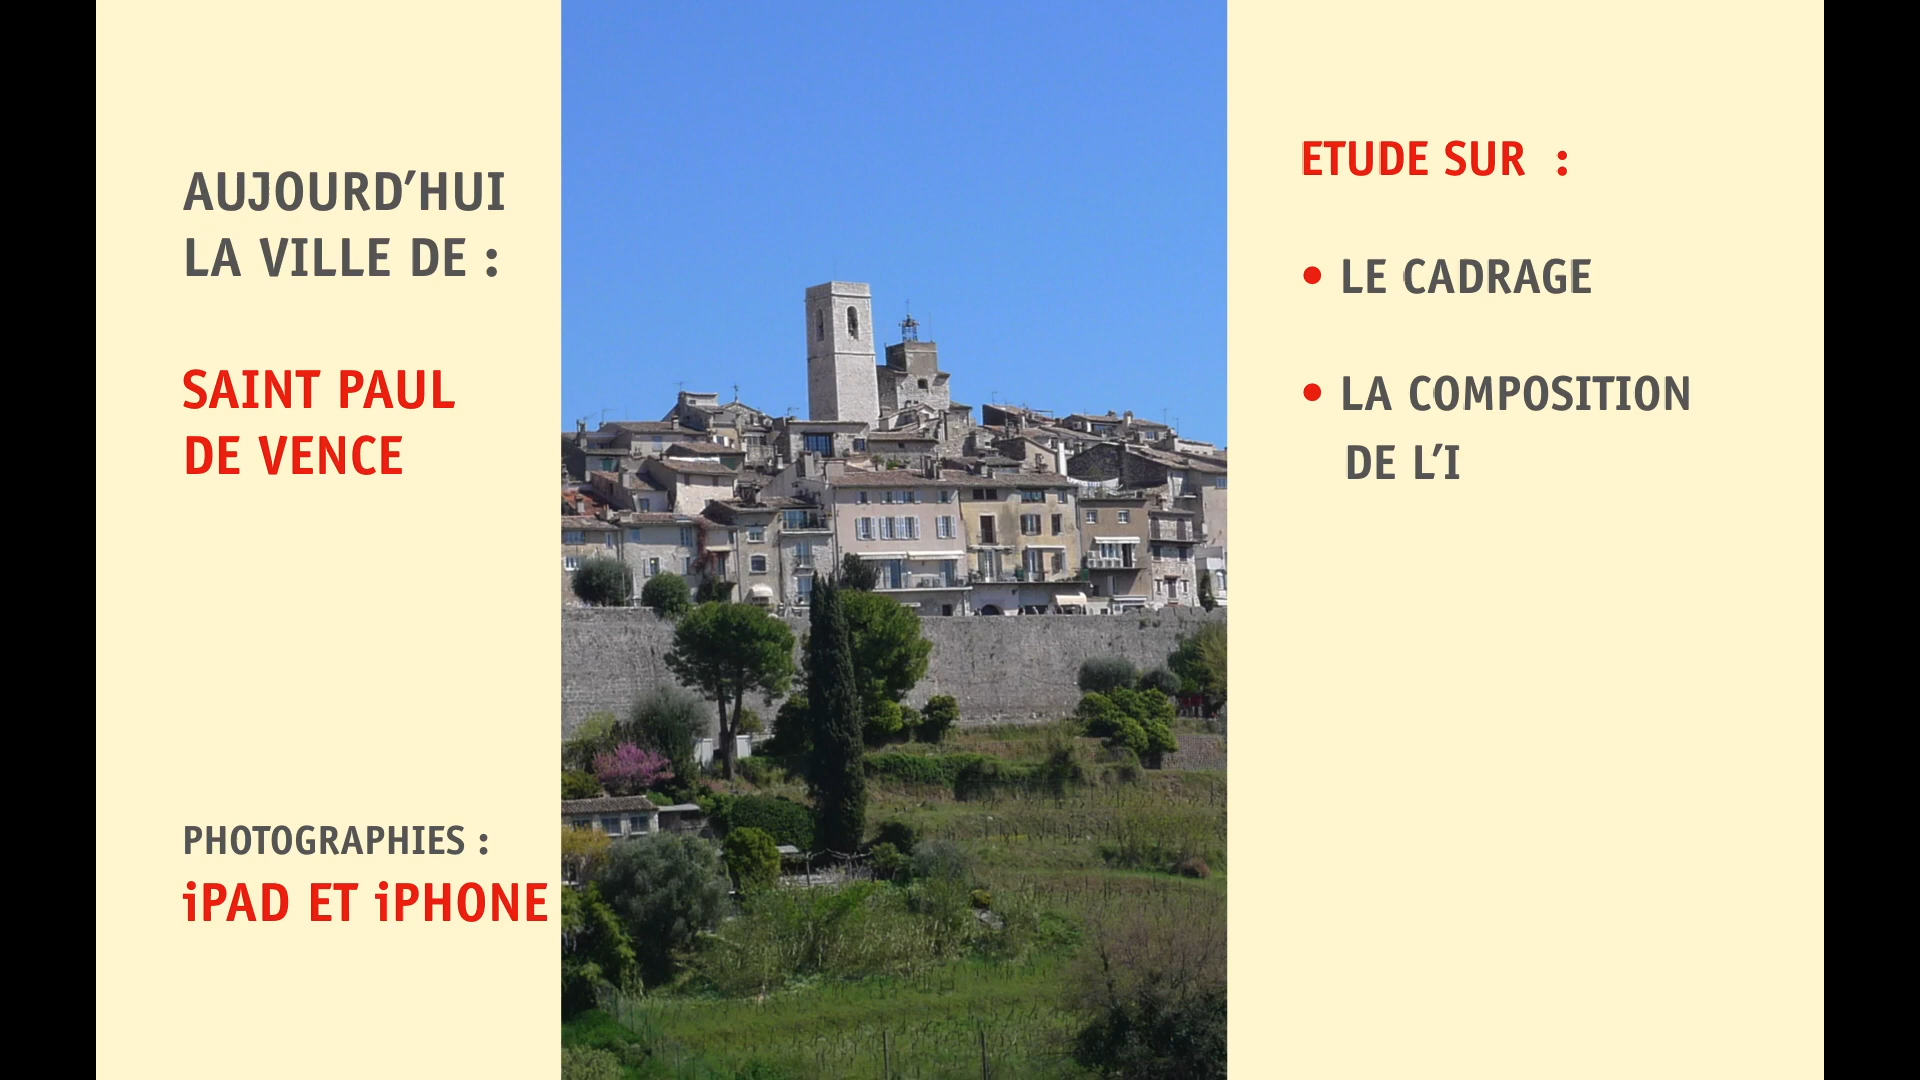 AUJOURD'HUI
LA VILLE DE :
SAINT PAUL
DE VENCE
PHOTOGRAPHIES :
iPAD ET iPHONE
ETUDE SUR :
• LE CADRAGE
• LA COMPOSITION
DE L'I